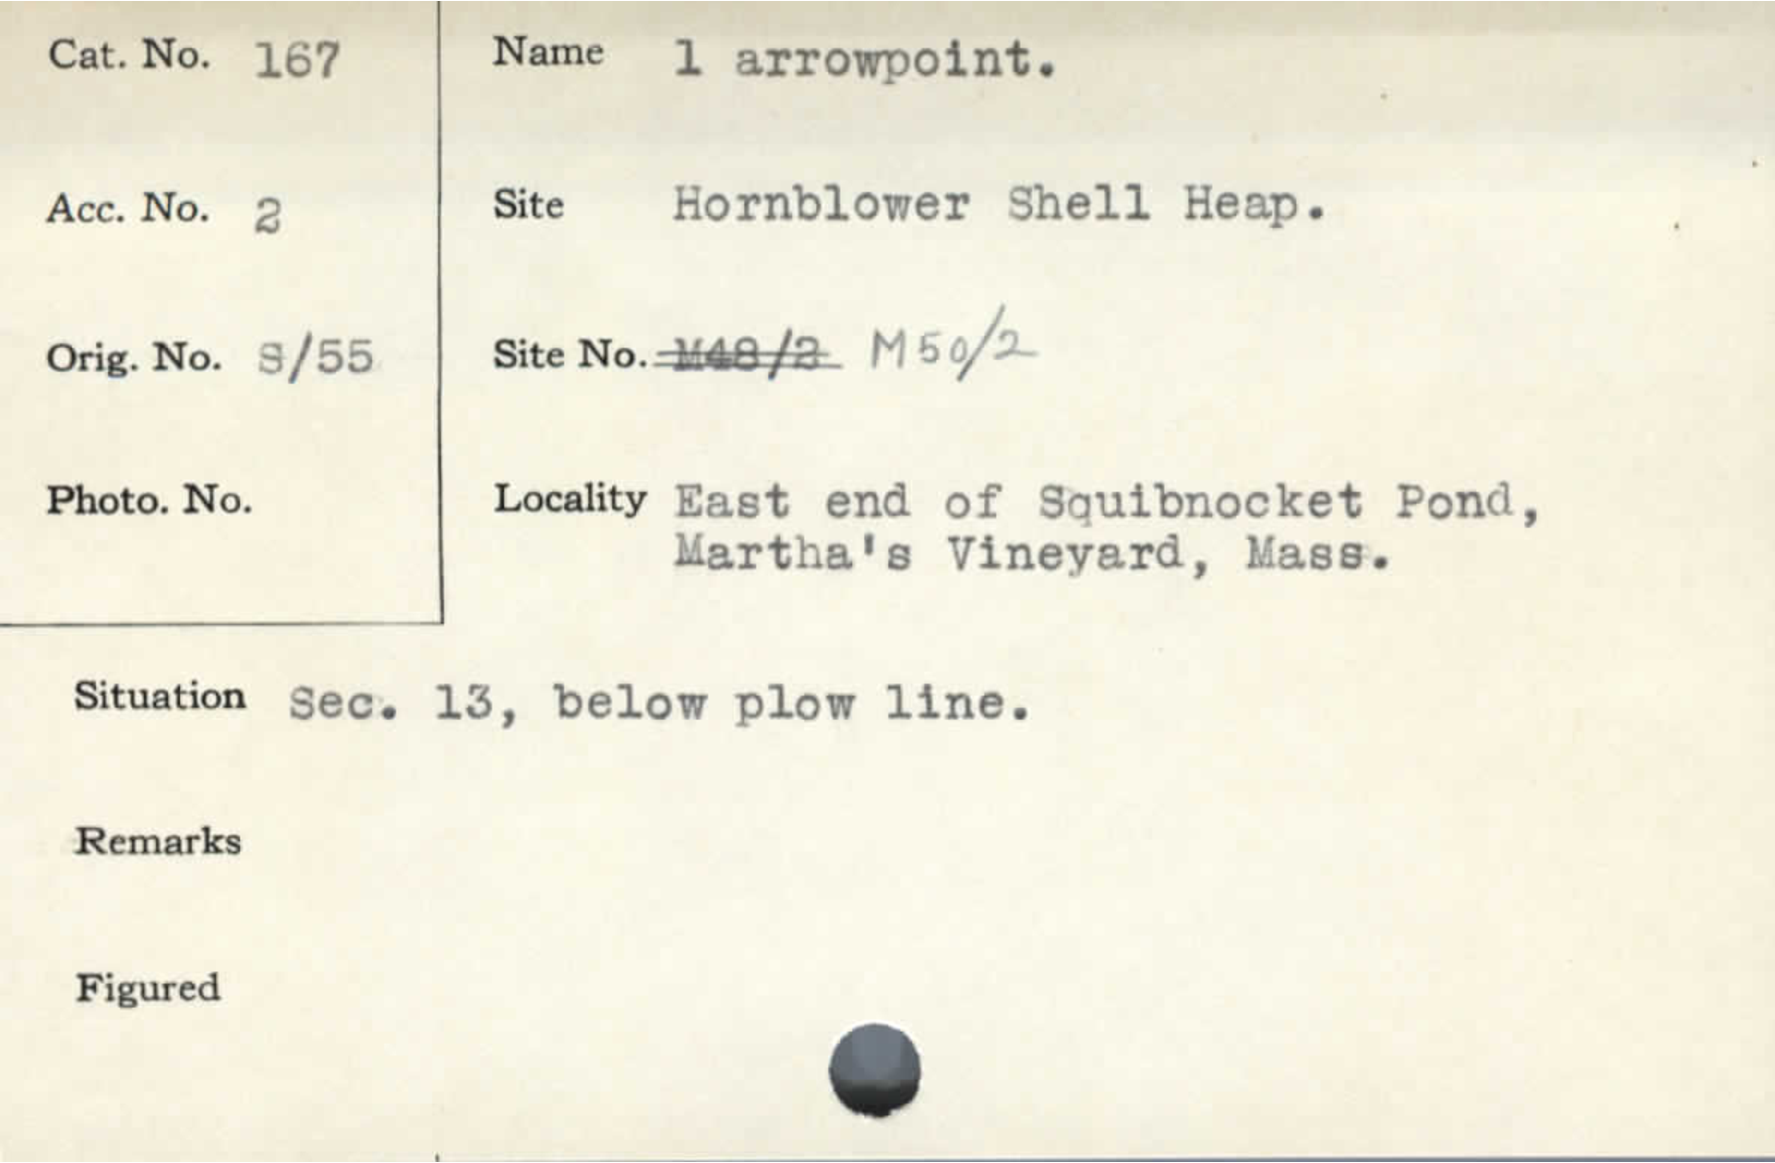 Cat. No. 167
Name 1 arrowpoint.
Acc. No. 2
Site Hornblower Shell Heap.
Orig. No. S/55
Site No. M48/2 M50/2
Photo. No.
Locality East end of Squibnocket Pond,
Martha's Vineyard, Mass.
Situation Sec. 13, below plow line.
Remarks
Figured